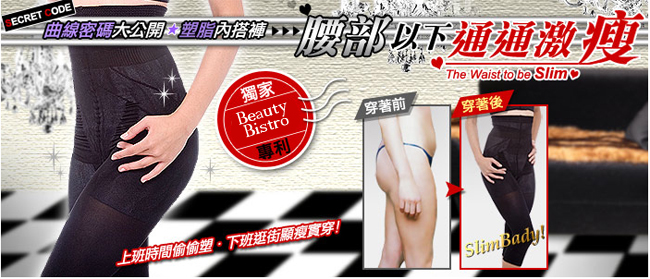 SECRET CODE
曲線密碼大公開★塑脂內搭褲
腰部以下通通激瘦
The Waist to be Slim
獨家
Beauty
Bistro
專利
穿著前
穿著後
SlimBady!
上班時間偷偷塑，下班逛街顯瘦實穿!